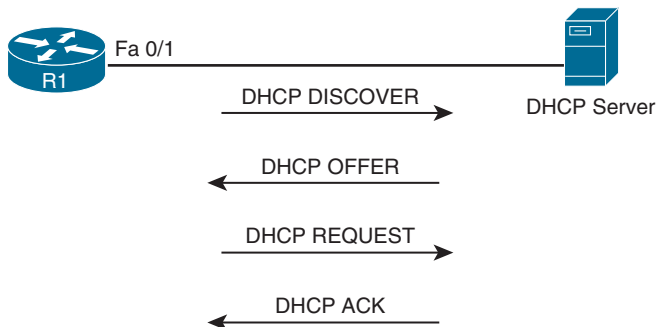 Fa 0/1
R1
DHCP Server
DHCP DISCOVER
DHCP OFFER
DHCP REQUEST
DHCP ACK